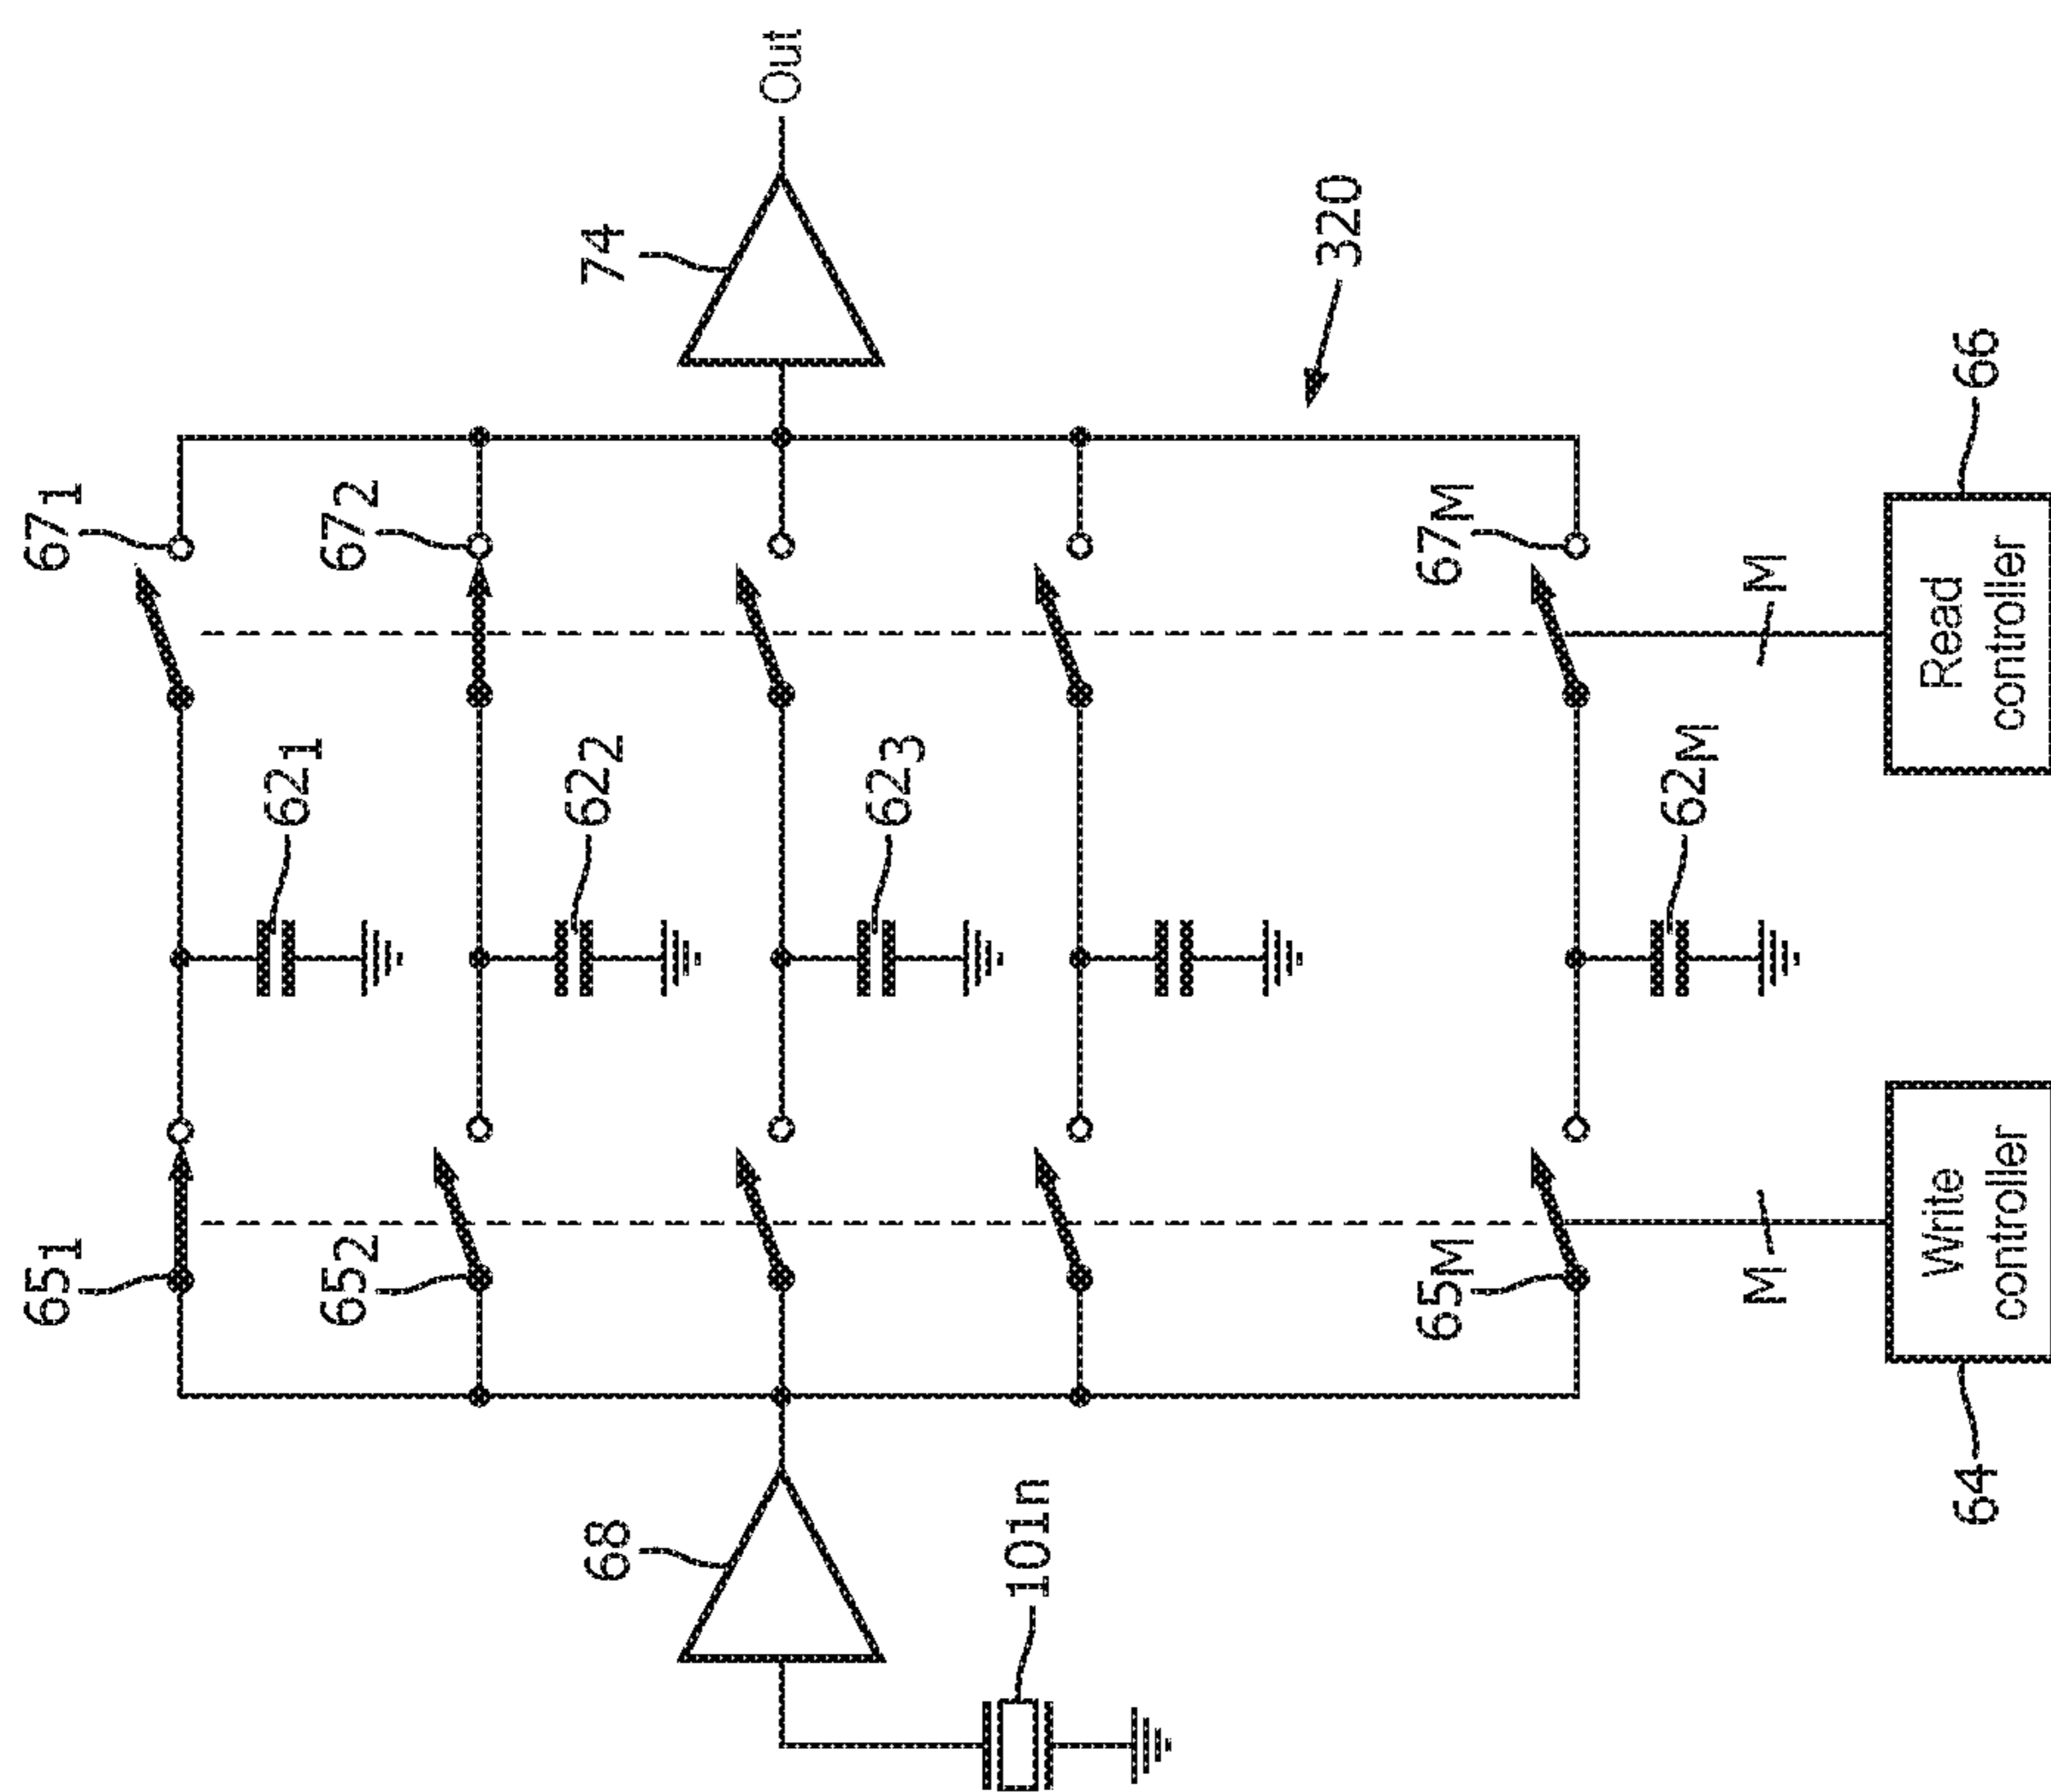 65₁
67₁
65₂
67₂
62₁
68
62₂
74
Out
101n
62₃
320
65M
67M
62M
M
M
64
Write
controller
Read
controller
66